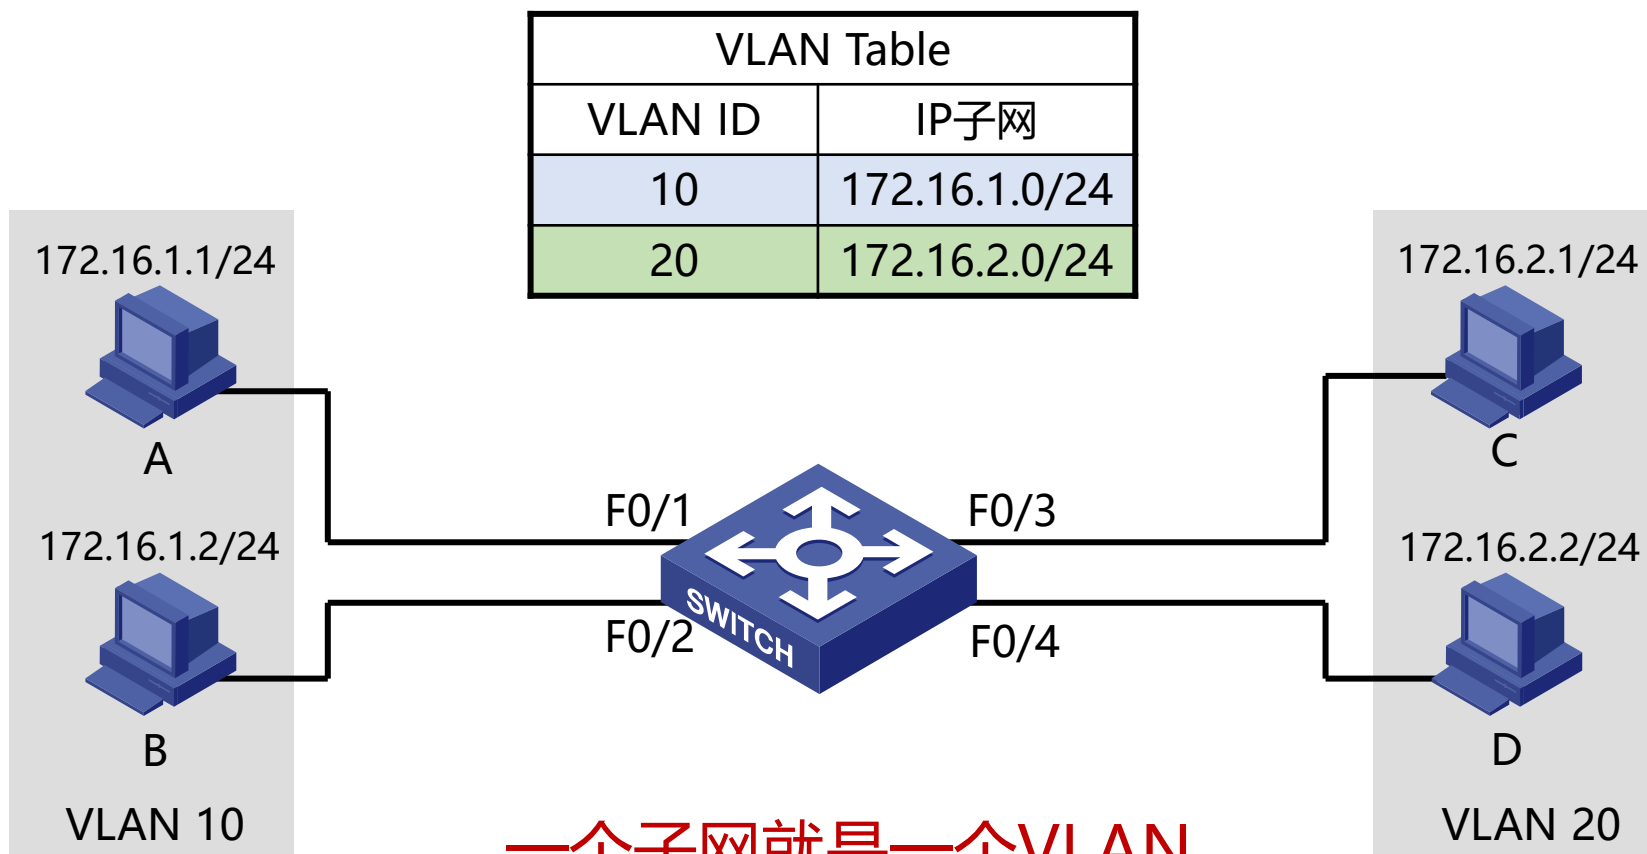 VLAN Table
VLAN ID IP子网
10 172.16.1.0/24
20 172.16.2.0/24
172.16.1.1/24
A
172.16.1.2/24
B
VLAN 10
F0/1
F0/2
SWITCH
F0/3
F0/4
172.16.2.1/24
C
172.16.2.2/24
D
VLAN 20
一个子网就是一个VLAN